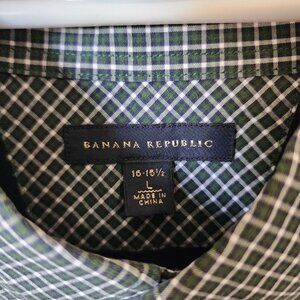 BANANA REPUBLIC
16-16½
L
MADE IN
CHINA